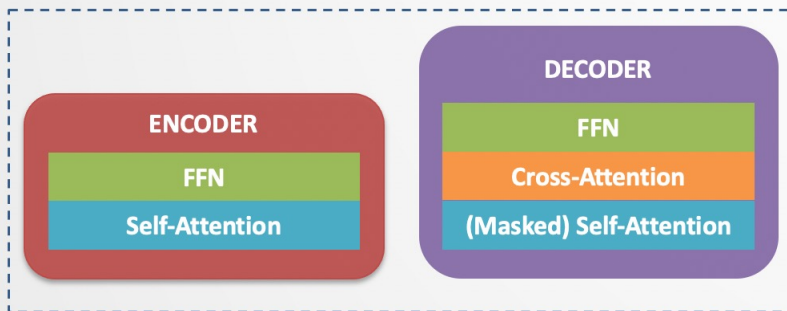 ENCODER
FFN
Self-Attention
DECODER
FFN
Cross-Attention
(Masked) Self-Attention